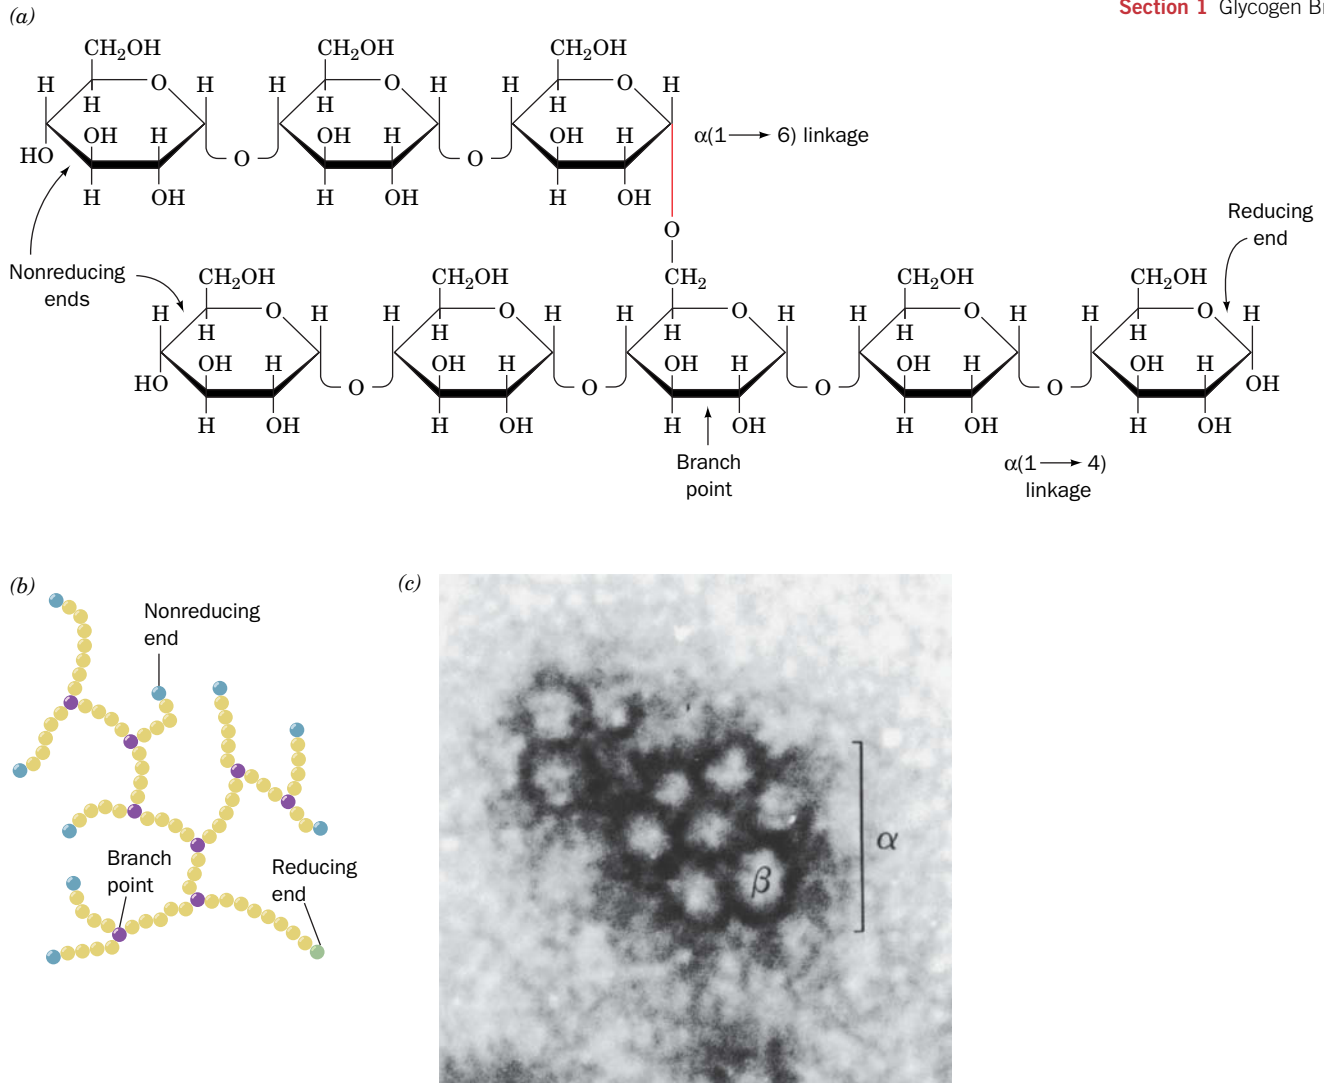 (a)
Section 1 Glycogen Br
CH₂OH CH₂OH CH₂OH
H O H H O H H O H
H H H
OH H OH H OH H α(1 → 6) linkage
HO O O
H OH H OH H OH
Reducing
end
O
Nonreducing
ends
CH₂OH CH₂OH CH₂ CH₂OH CH₂OH
H O H H O H H O H H O H H O H
H H H H H
OH H OH H OH H OH H OH H
HO O O O O OH
H OH H OH H OH H OH H OH
Branch
point
α(1 → 4)
linkage
(b)
Nonreducing
end
Branch
point
Reducing
end
(c)
α
β